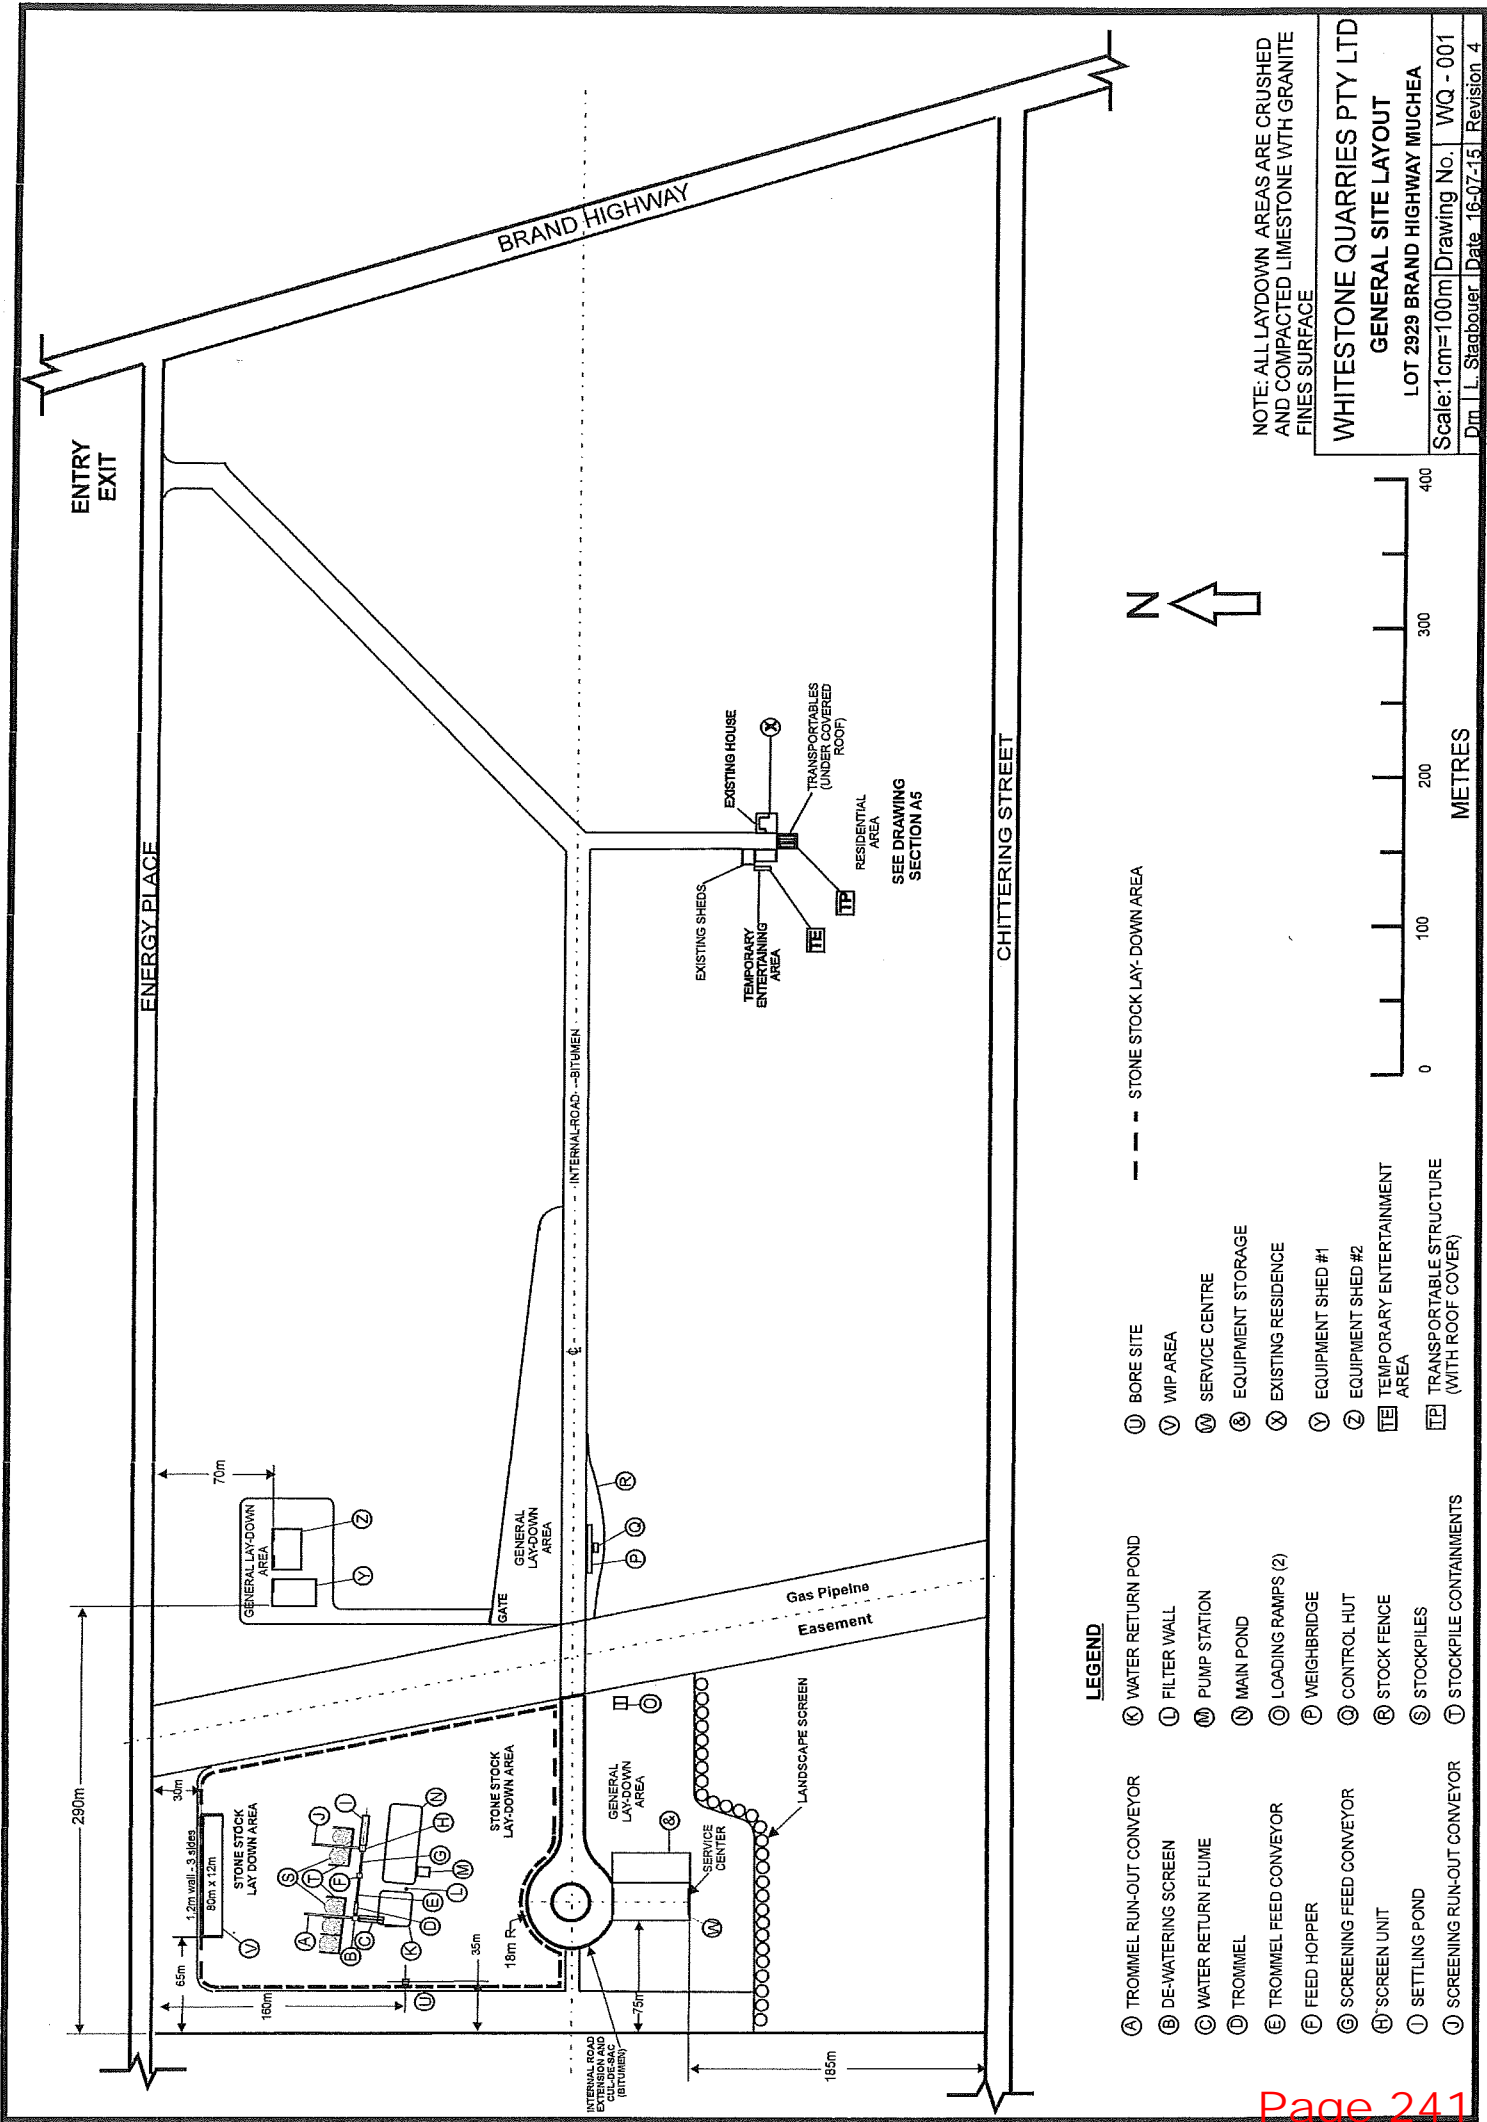 ENTRY
EXIT
ENERGY PLACE
BRAND HIGHWAY
290m
70m
30m
1.2m wall - 3 sides
80m x 12m
65m
160m
STONE STOCK
LAY DOWN AREA
GENERAL LAY-DOWN
AREA
Z
Y
V
S
J
I
T
F
N
H
G
M
L
E
D
A
B
C
K
U
STONE STOCK
LAY-DOWN AREA
GENERAL
LAY-DOWN
AREA
GATE
18m R
35m
INTERNAL ROAD - BITUMEN
℄
R
Q
P
O
Gas Pipelne
Easement
GENERAL
LAY-DOWN
AREA
&
SERVICE
CENTER
W
75m
185m
INTERNAL ROAD
EXTENSION AND
CUL-DE-SAC
(BITUMEN)
LANDSCAPE SCREEN
EXISTING SHEDS
TEMPORARY
ENTERTAINING
AREA
TE
TP
EXISTING HOUSE
X
TRANSPORTABLES
(UNDER COVERED
ROOF)
RESIDENTIAL
AREA
SEE DRAWING
SECTION A5
CHITTERING STREET
LEGEND
A TROMMEL RUN-OUT CONVEYOR
B DE-WATERING SCREEN
C WATER RETURN FLUME
D TROMMEL
E TROMMEL FEED CONVEYOR
F FEED HOPPER
G SCREENING FEED CONVEYOR
H SCREEN UNIT
I SETTLING POND
J SCREENING RUN-OUT CONVEYOR
K WATER RETURN POND
L FILTER WALL
M PUMP STATION
N MAIN POND
O LOADING RAMPS (2)
P WEIGHBRIDGE
Q CONTROL HUT
R STOCK FENCE
S STOCKPILES
T STOCKPILE CONTAINMENTS
U BORE SITE
V WIP AREA
W SERVICE CENTRE
& EQUIPMENT STORAGE
X EXISTING RESIDENCE
Y EQUIPMENT SHED #1
Z EQUIPMENT SHED #2
TE TEMPORARY ENTERTAINMENT
AREA
TP TRANSPORTABLE STRUCTURE
(WITH ROOF COVER)
STONE STOCK LAY-DOWN AREA
N
0 100 200 300 400
METRES
NOTE: ALL LAYDOWN AREAS ARE CRUSHED
AND COMPACTED LIMESTONE WTH GRANITE
FINES SURFACE
WHITESTONE QUARRIES PTY LTD
GENERAL SITE LAYOUT
LOT 2929 BRAND HIGHWAY MUCHEA
Scale:1cm=100m Drawing No. WQ - 001
Drn L. Stagbouer Date 16-07-15 Revision 4
Page 241